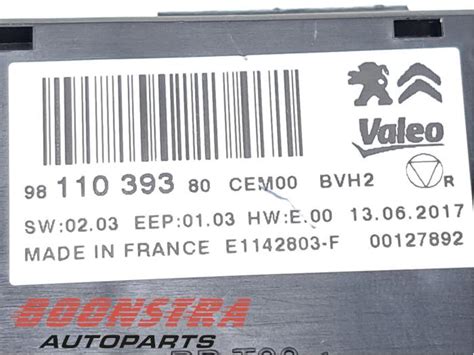 Valeo
98 110 393 80 CEM00 BVH2 R
SW:02.03 EEP:01.03 HW:E.00 13.06.2017
MADE IN FRANCE E1142803-F 00127892
BOONSTRA
AUTOPARTS